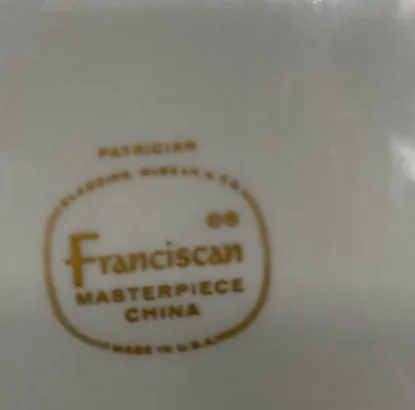 PATRICIAN
GLADDING, McBEAN & CO
Franciscan
MASTERPIECE
CHINA
MADE IN U.S.A.